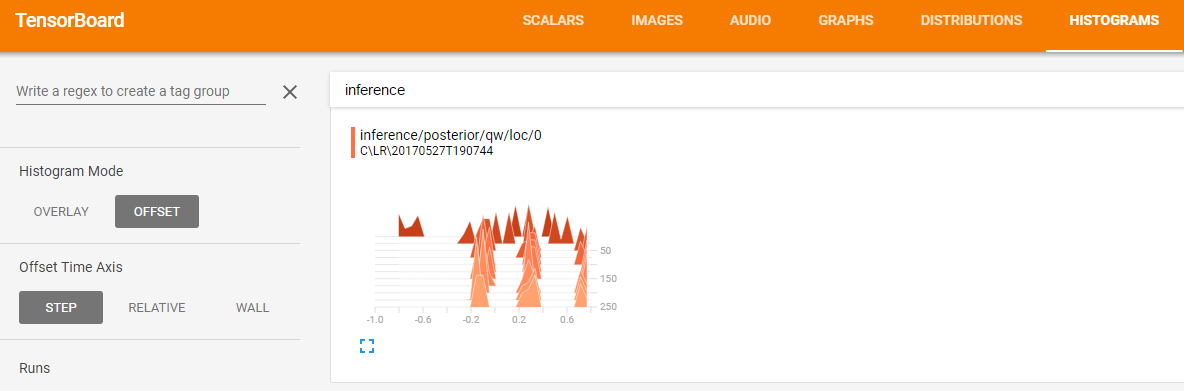 TensorBoard
SCALARS IMAGES AUDIO GRAPHS DISTRIBUTIONS HISTOGRAMS
Write a regex to create a tag group
Histogram Mode
OVERLAY OFFSET
Offset Time Axis
STEP RELATIVE WALL
Runs
inference
inference/posterior/qw/loc/0
C\LR\20170527T190744
50
150
250
-1.0 -0.6 -0.2 0.2 0.6